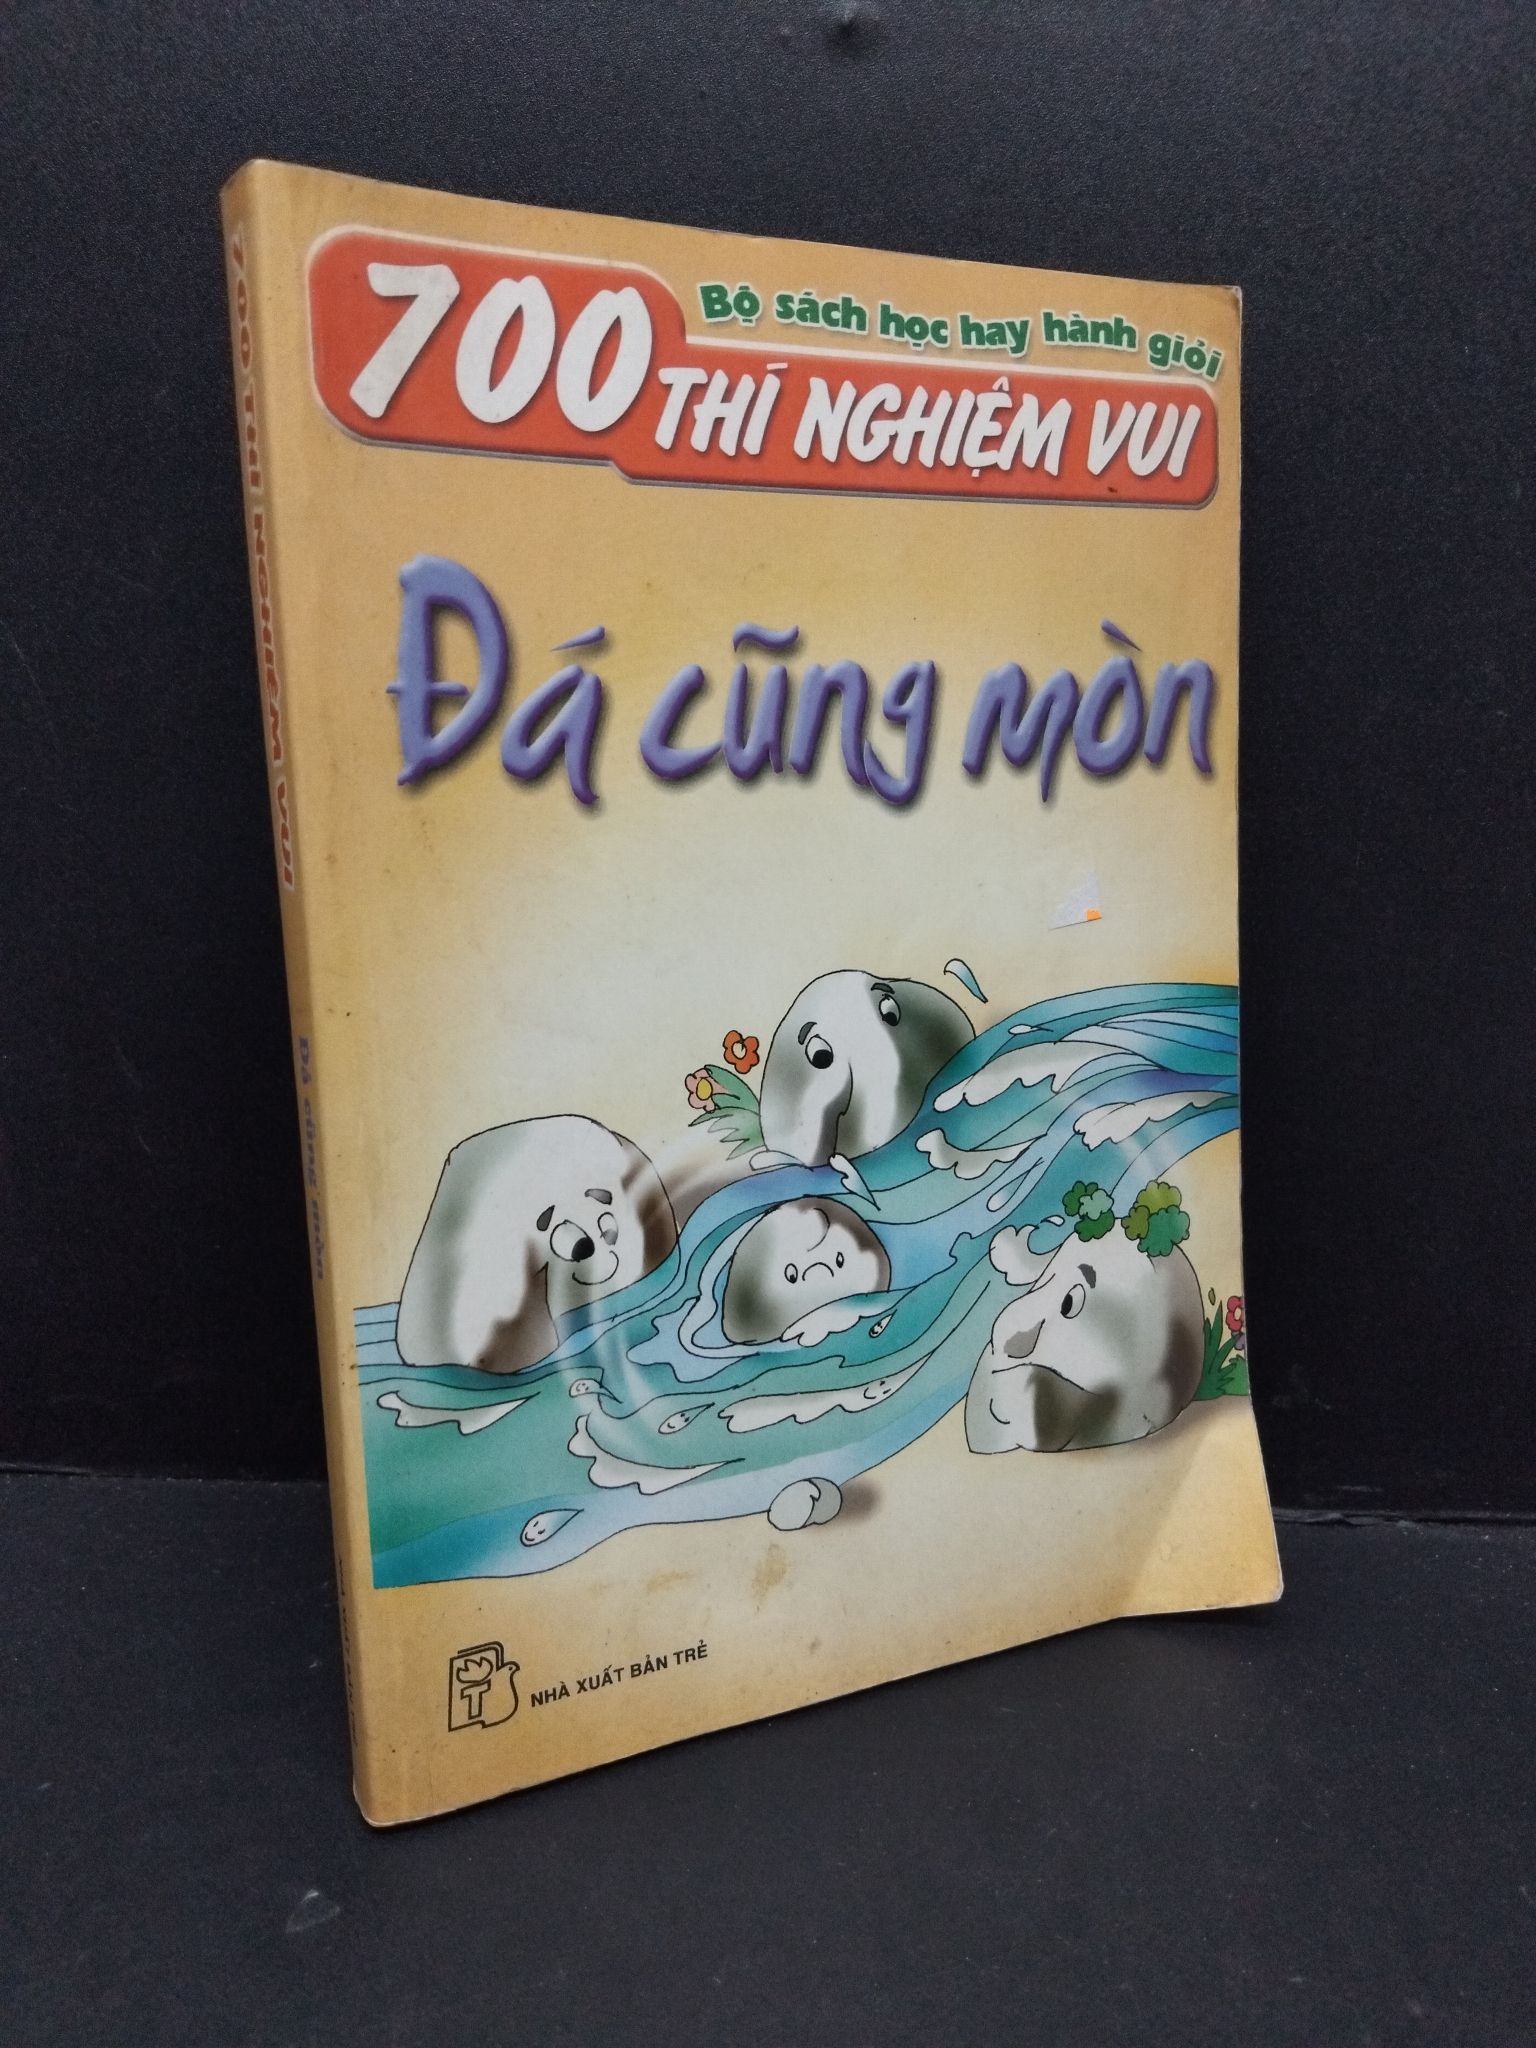 Bộ sách học hay hành giỏi
700 THÍ NGHIỆM VUI
Đá cũng mòn
NHÀ XUẤT BẢN TRẺ
700 THÍ NGHIỆM VUI
Đá cũng mòn